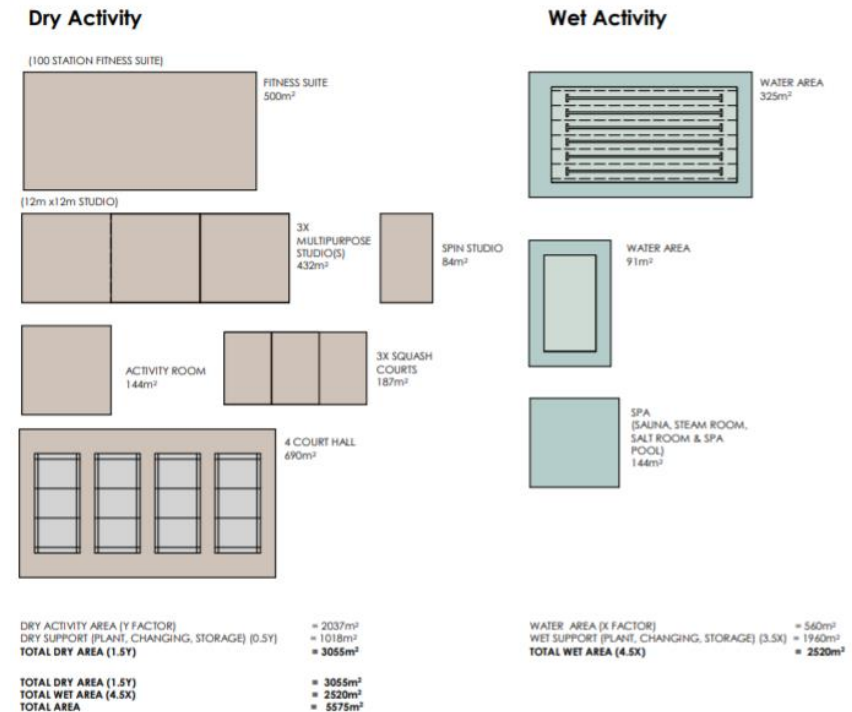 Dry Activity
(100 STATION FITNESS SUITE)
FITNESS SUITE
500m²
(12m x12m STUDIO)
3X
MULTIPURPOSE
STUDIO(S)
432m²
SPIN STUDIO
84m²
ACTIVITY ROOM
144m²
3X SQUASH
COURTS
187m²
4 COURT HALL
690m²
DRY ACTIVITY AREA (Y FACTOR) = 2037m²
DRY SUPPORT (PLANT, CHANGING, STORAGE) (0.5Y) = 1018m²
TOTAL DRY AREA (1.5Y) = 3055m²
TOTAL DRY AREA (1.5Y) = 3055m²
TOTAL WET AREA (4.5X) = 2520m²
TOTAL AREA = 5575m²
Wet Activity
WATER AREA
325m²
WATER AREA
91m²
SPA
(SAUNA, STEAM ROOM,
SALT ROOM & SPA
POOL)
144m²
WATER AREA (X FACTOR) = 560m²
WET SUPPORT (PLANT, CHANGING, STORAGE) (3.5X) = 1960m²
TOTAL WET AREA (4.5X) = 2520m²